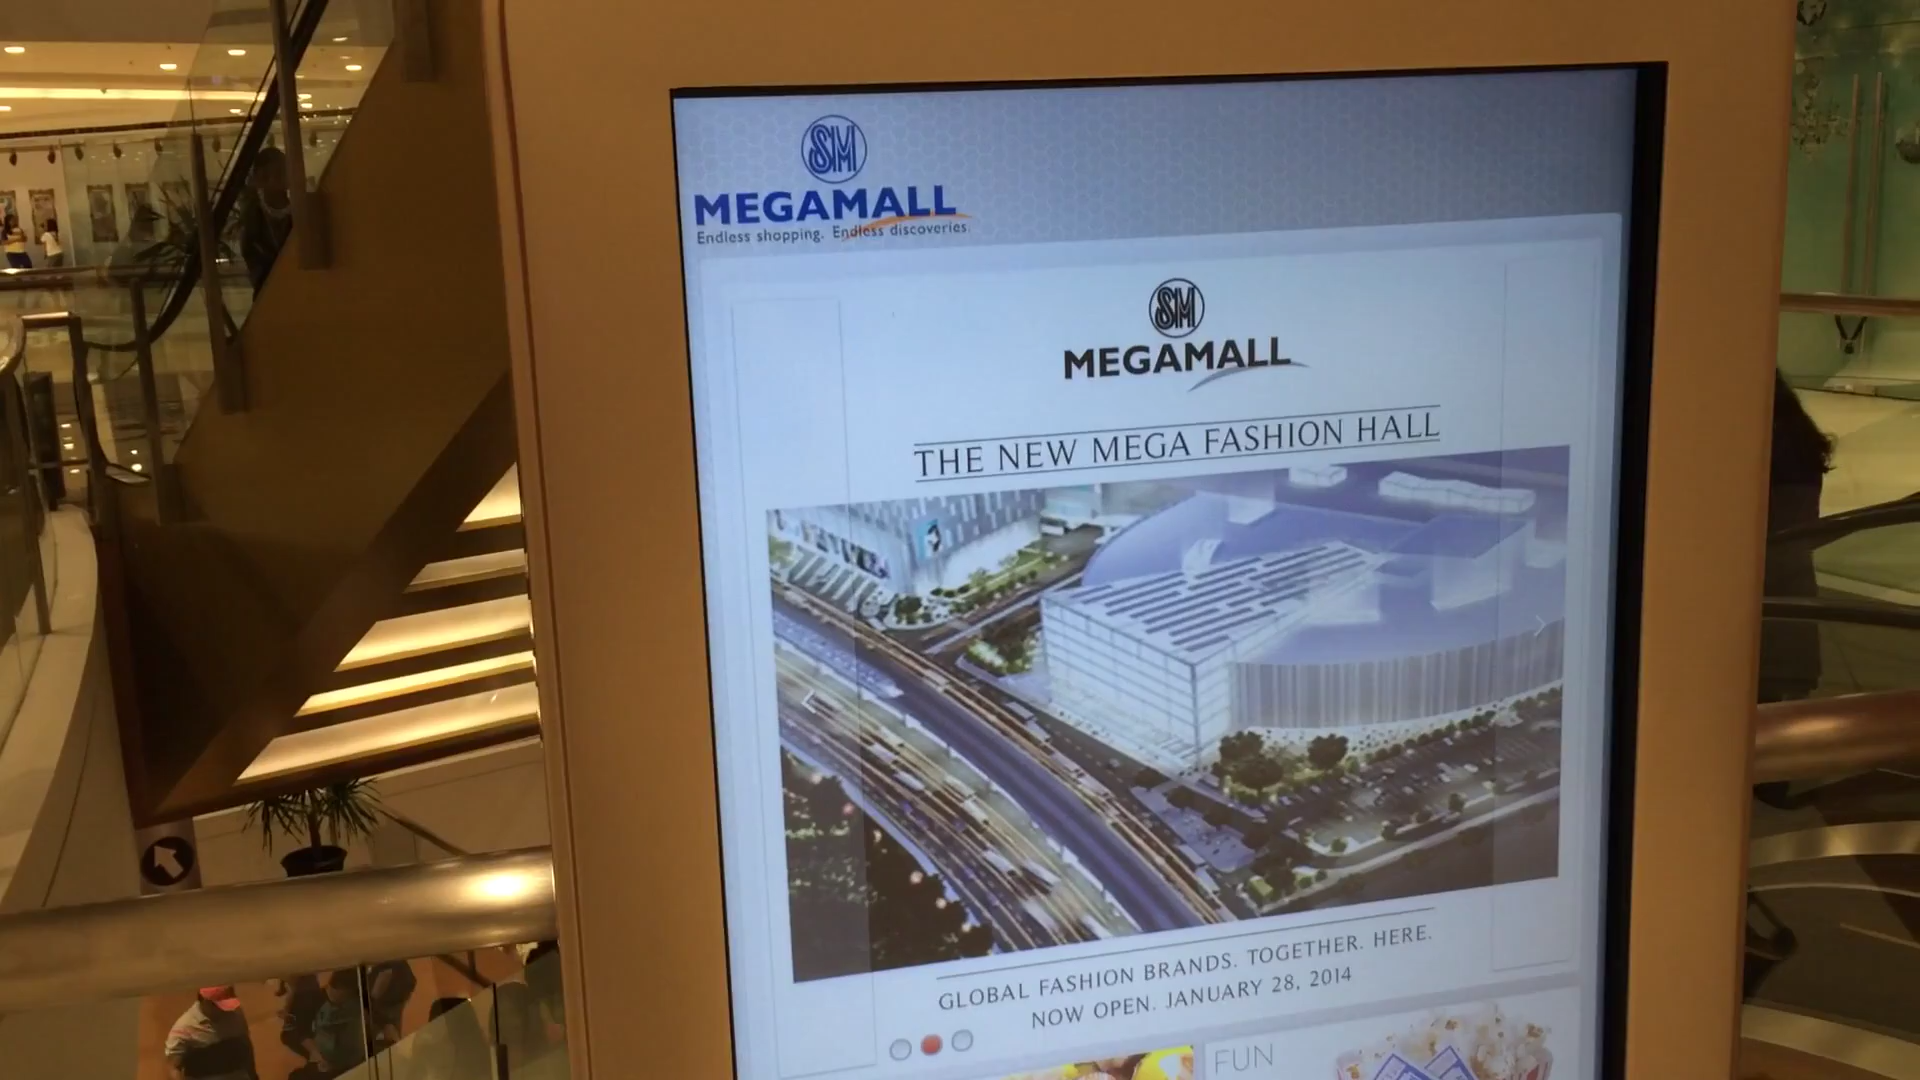 SM
MEGAMALL
Endless shopping. Endless discoveries.
SM
MEGAMALL
THE NEW MEGA FASHION HALL
GLOBAL FASHION BRANDS. TOGETHER. HERE.
NOW OPEN. JANUARY 28, 2014
FUN